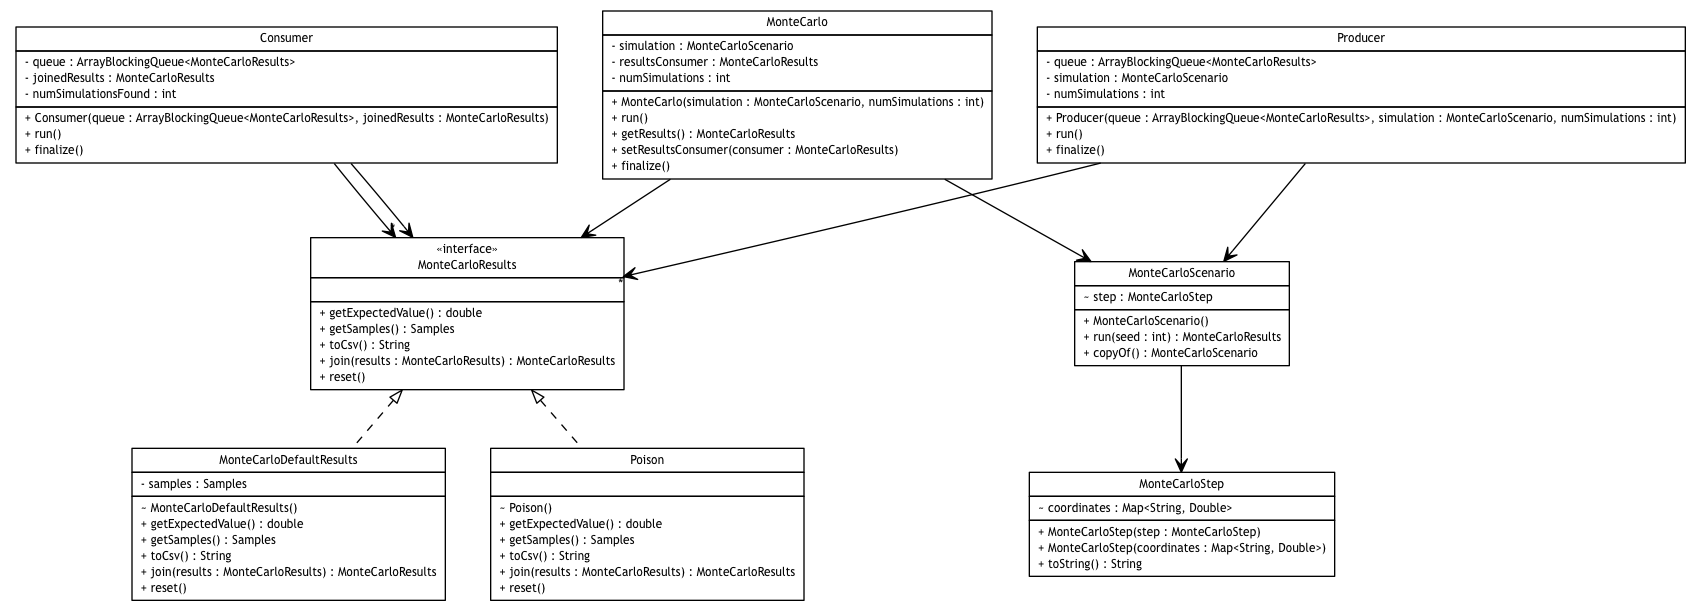 Consumer
- queue : ArrayBlockingQueue<MonteCarloResults>
- joinedResults : MonteCarloResults
- numSimulationsFound : int
+ Consumer(queue : ArrayBlockingQueue<MonteCarloResults>, joinedResults : MonteCarloResults)
+ run()
+ finalize()
MonteCarlo
- simulation : MonteCarloScenario
- resultsConsumer : MonteCarloResults
- numSimulations : int
+ MonteCarlo(simulation : MonteCarloScenario, numSimulations : int)
+ run()
+ getResults() : MonteCarloResults
+ setResultsConsumer(consumer : MonteCarloResults)
+ finalize()
Producer
- queue : ArrayBlockingQueue<MonteCarloResults>
- simulation : MonteCarloScenario
- numSimulations : int
+ Producer(queue : ArrayBlockingQueue<MonteCarloResults>, simulation : MonteCarloScenario, numSimulations : int)
+ run()
+ finalize()
*
«interface»
MonteCarloResults
*
+ getExpectedValue() : double
+ getSamples() : Samples
+ toCsv() : String
+ join(results : MonteCarloResults) : MonteCarloResults
+ reset()
MonteCarloScenario
~ step : MonteCarloStep
+ MonteCarloScenario()
+ run(seed : int) : MonteCarloResults
+ copyOf() : MonteCarloScenario
MonteCarloDefaultResults
- samples : Samples
~ MonteCarloDefaultResults()
+ getExpectedValue() : double
+ getSamples() : Samples
+ toCsv() : String
+ join(results : MonteCarloResults) : MonteCarloResults
+ reset()
Poison
~ Poison()
+ getExpectedValue() : double
+ getSamples() : Samples
+ toCsv() : String
+ join(results : MonteCarloResults) : MonteCarloResults
+ reset()
MonteCarloStep
~ coordinates : Map<String, Double>
+ MonteCarloStep(step : MonteCarloStep)
+ MonteCarloStep(coordinates : Map<String, Double>)
+ toString() : String